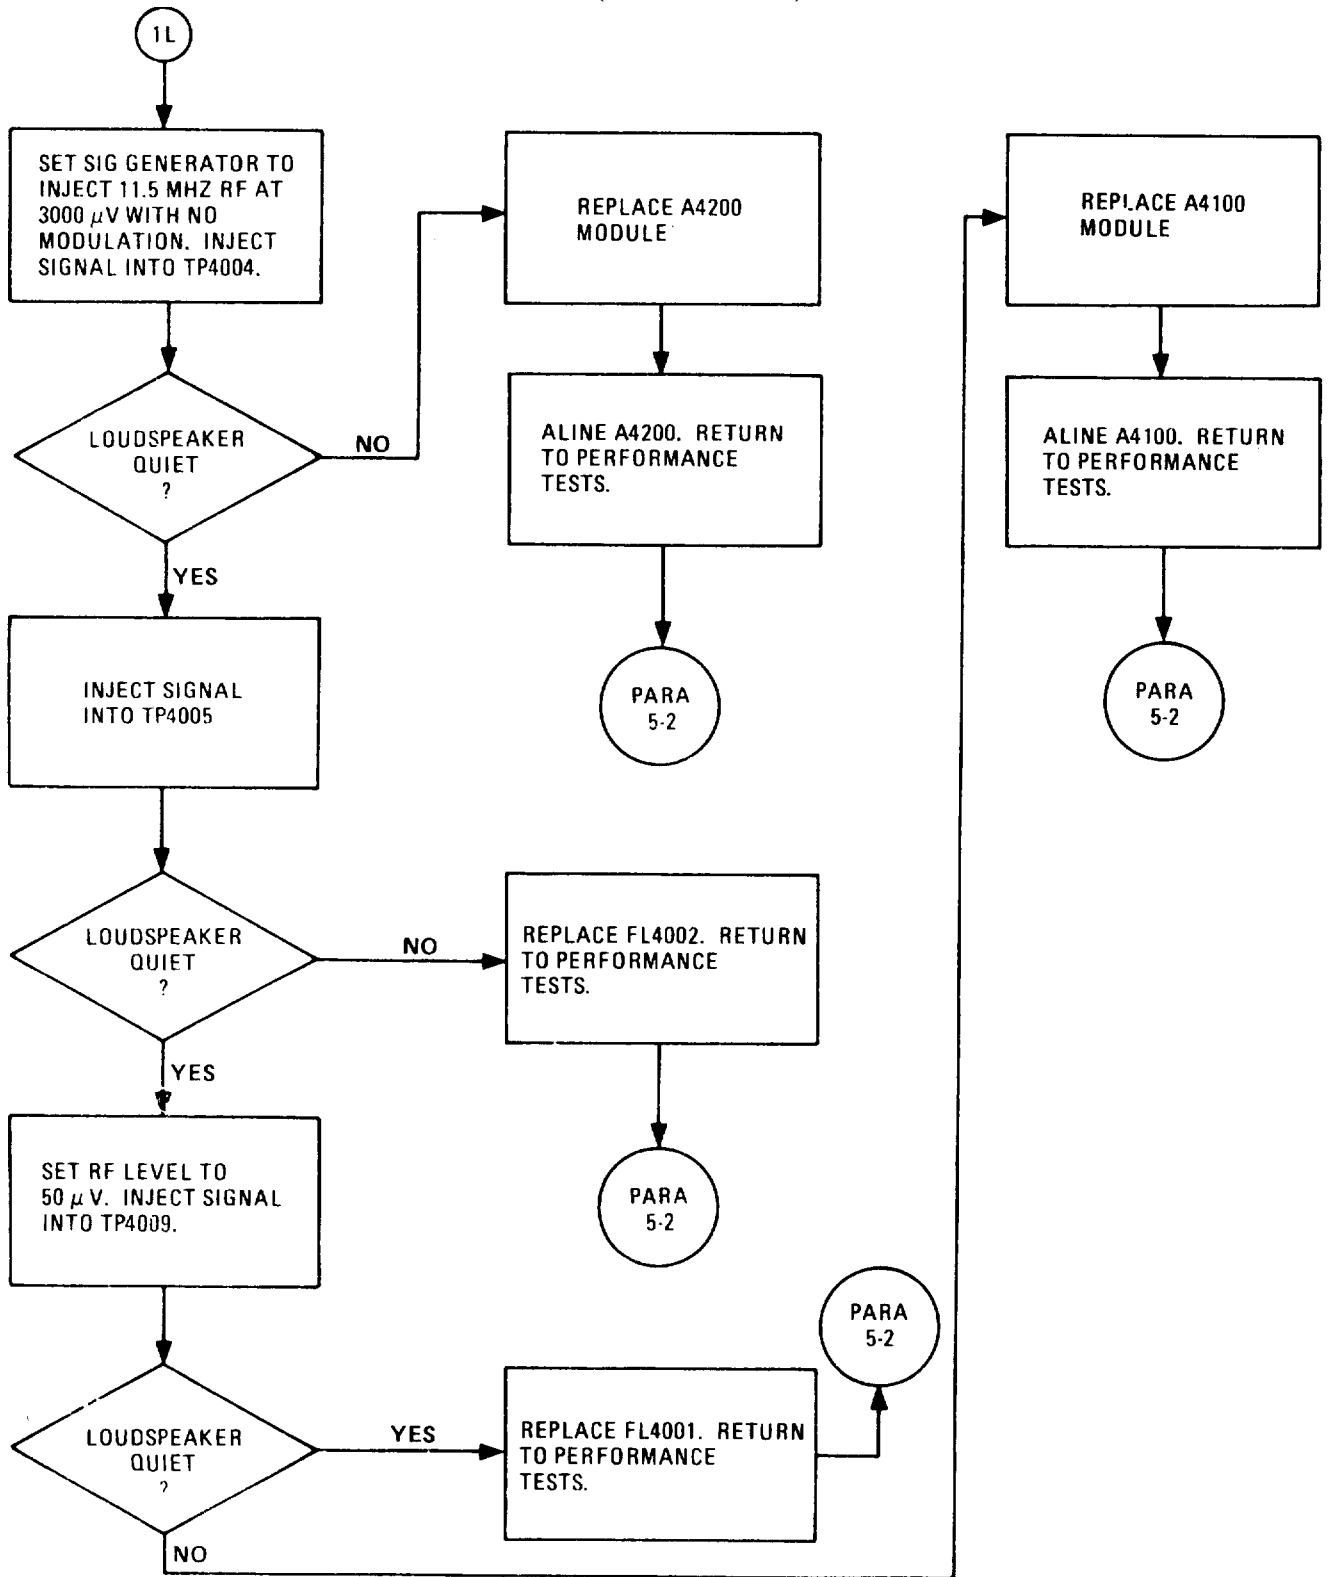 1L
SET SIG GENERATOR TO
INJECT 11.5 MHZ RF AT
3000 μV WITH NO
MODULATION. INJECT
SIGNAL INTO TP4004.
REPLACE A4200
MODULE
REPLACE A4100
MODULE
LOUDSPEAKER
QUIET
?
NO
ALINE A4200. RETURN
TO PERFORMANCE
TESTS.
ALINE A4100. RETURN
TO PERFORMANCE
TESTS.
YES
INJECT SIGNAL
INTO TP4005
PARA
5-2
PARA
5-2
LOUDSPEAKER
QUIET
?
NO
REPLACE FL4002. RETURN
TO PERFORMANCE
TESTS.
YES
SET RF LEVEL TO
50 μV. INJECT SIGNAL
INTO TP4009.
PARA
5-2
PARA
5-2
LOUDSPEAKER
QUIET
?
YES
REPLACE FL4001. RETURN
TO PERFORMANCE
TESTS.
NO